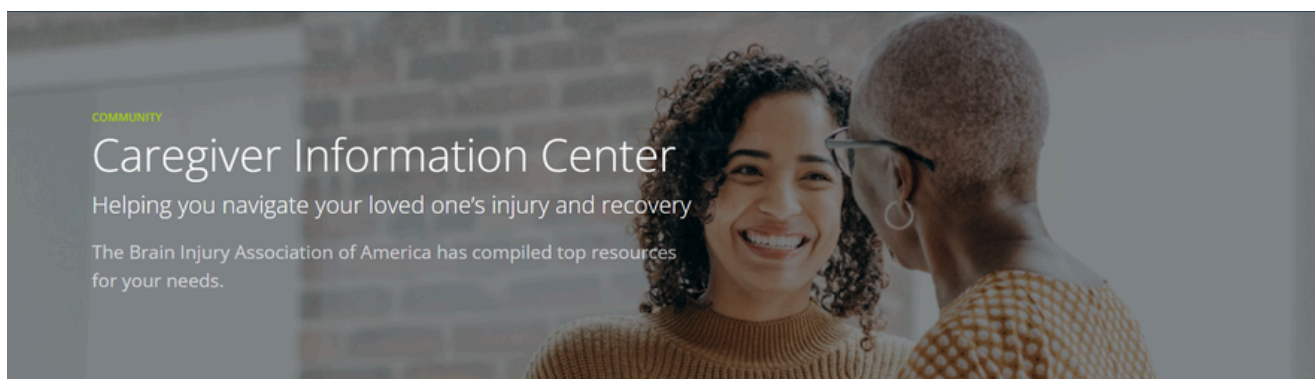 COMMUNITY
Caregiver Information Center
Helping you navigate your loved one's injury and recovery
The Brain Injury Association of America has compiled top resources
for your needs.